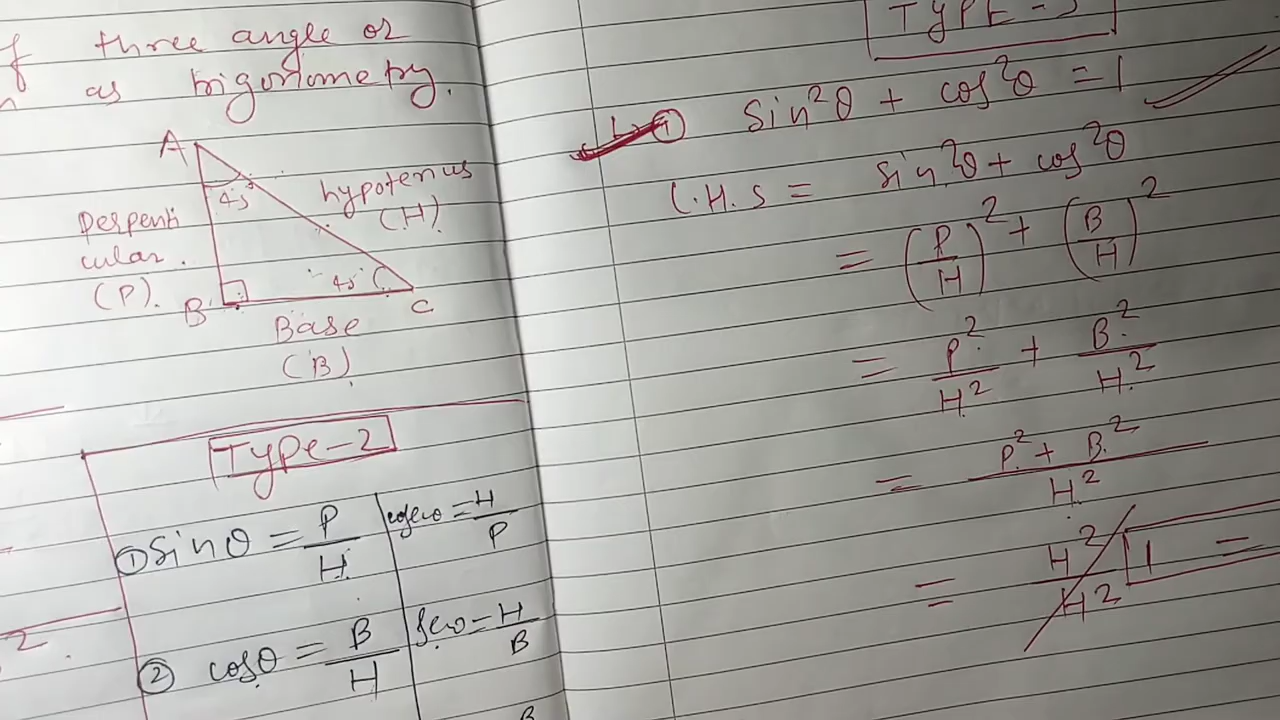 f three angle or
as trigonometry.
A
45°
hypotenus
(H)
Perpendi
cular.
(P).
B
45°
C
Base
(B)
Type-2
① sinθ = P/H
cosecθ = H/P
② cosθ = B/H
secθ = H/B
B
TYPE-3
① Sin²θ + cos²θ = 1
L.H.S = sin²θ + cos²θ
= (P/H)² + (B/H)²
= P²/H² + B²/H²
= P² + B²/H²
= H²/H² 1 =